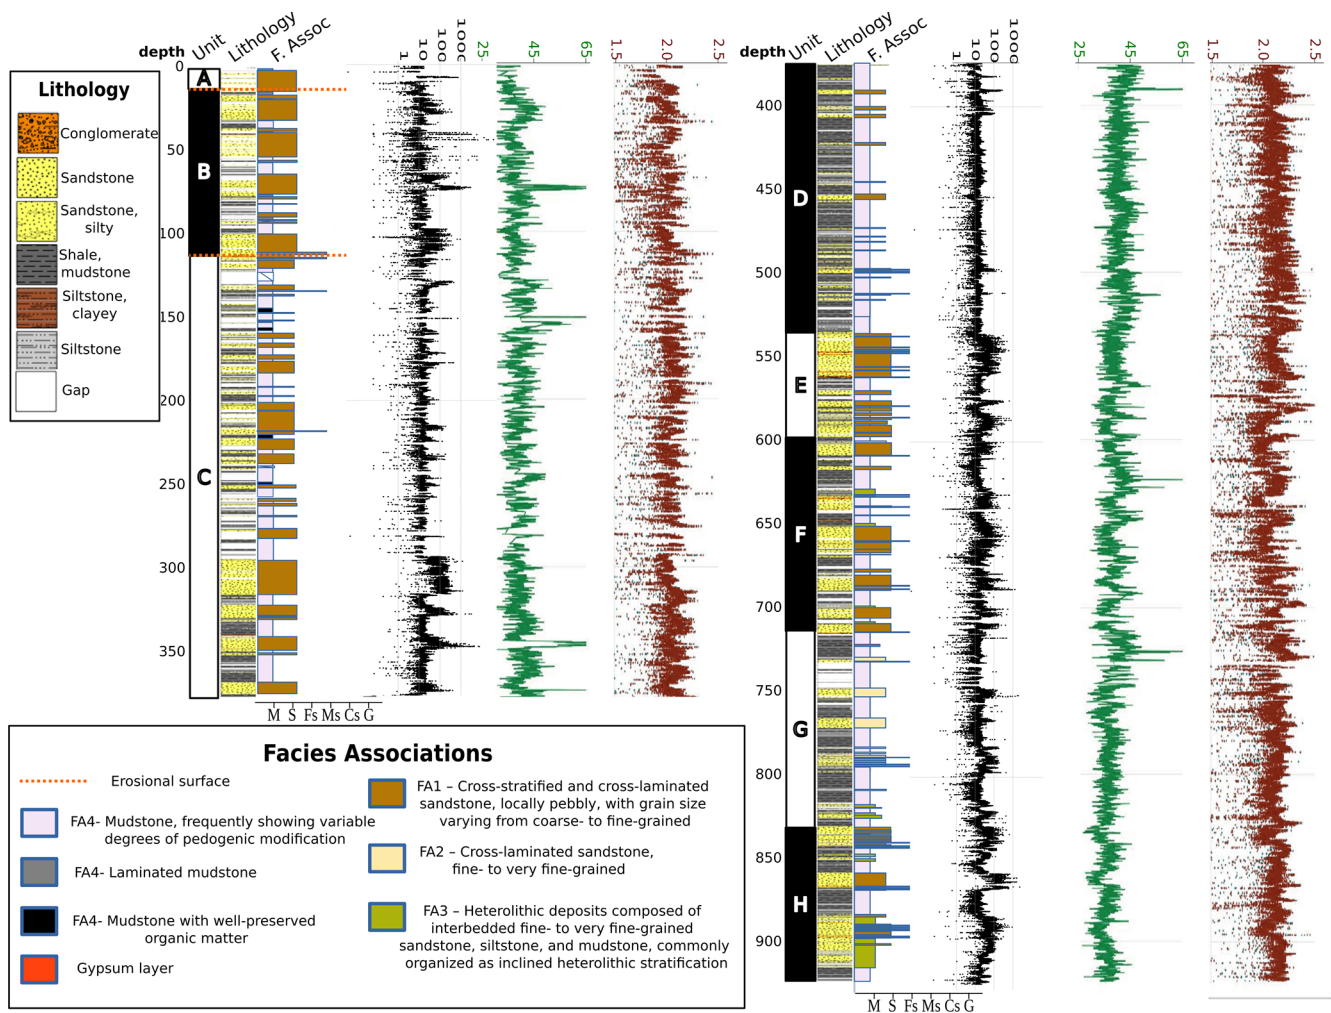 depth
Unit
Lithology
F. Assoc
1
10
100
1000
25
45
65
1.5
2.0
2.5
depth
Unit
Lithology
F. Assoc
1
10
100
1000
25
45
65
1.5
2.0
2.5
Lithology
Conglomerate
Sandstone
Sandstone,
silty
Shale,
mudstone
Siltstone,
clayey
Siltstone
Gap
0
50
100
150
200
250
300
350
A
B
C
M S Fs Ms Cs G
400
450
500
550
600
650
700
750
800
850
900
D
E
F
G
H
M S Fs Ms Cs G
Facies Associations
Erosional surface
FA4- Mudstone, frequently showing variable
degrees of pedogenic modification
FA4- Laminated mudstone
FA4- Mudstone with well-preserved
organic matter
Gypsum layer
FA1 – Cross-stratified and cross-laminated
sandstone, locally pebbly, with grain size
varying from coarse- to fine-grained
FA2 – Cross-laminated sandstone,
fine- to very fine-grained
FA3 – Heterolithic deposits composed of
interbedded fine- to very fine-grained
sandstone, siltstone, and mudstone, commonly
organized as inclined heterolithic stratification